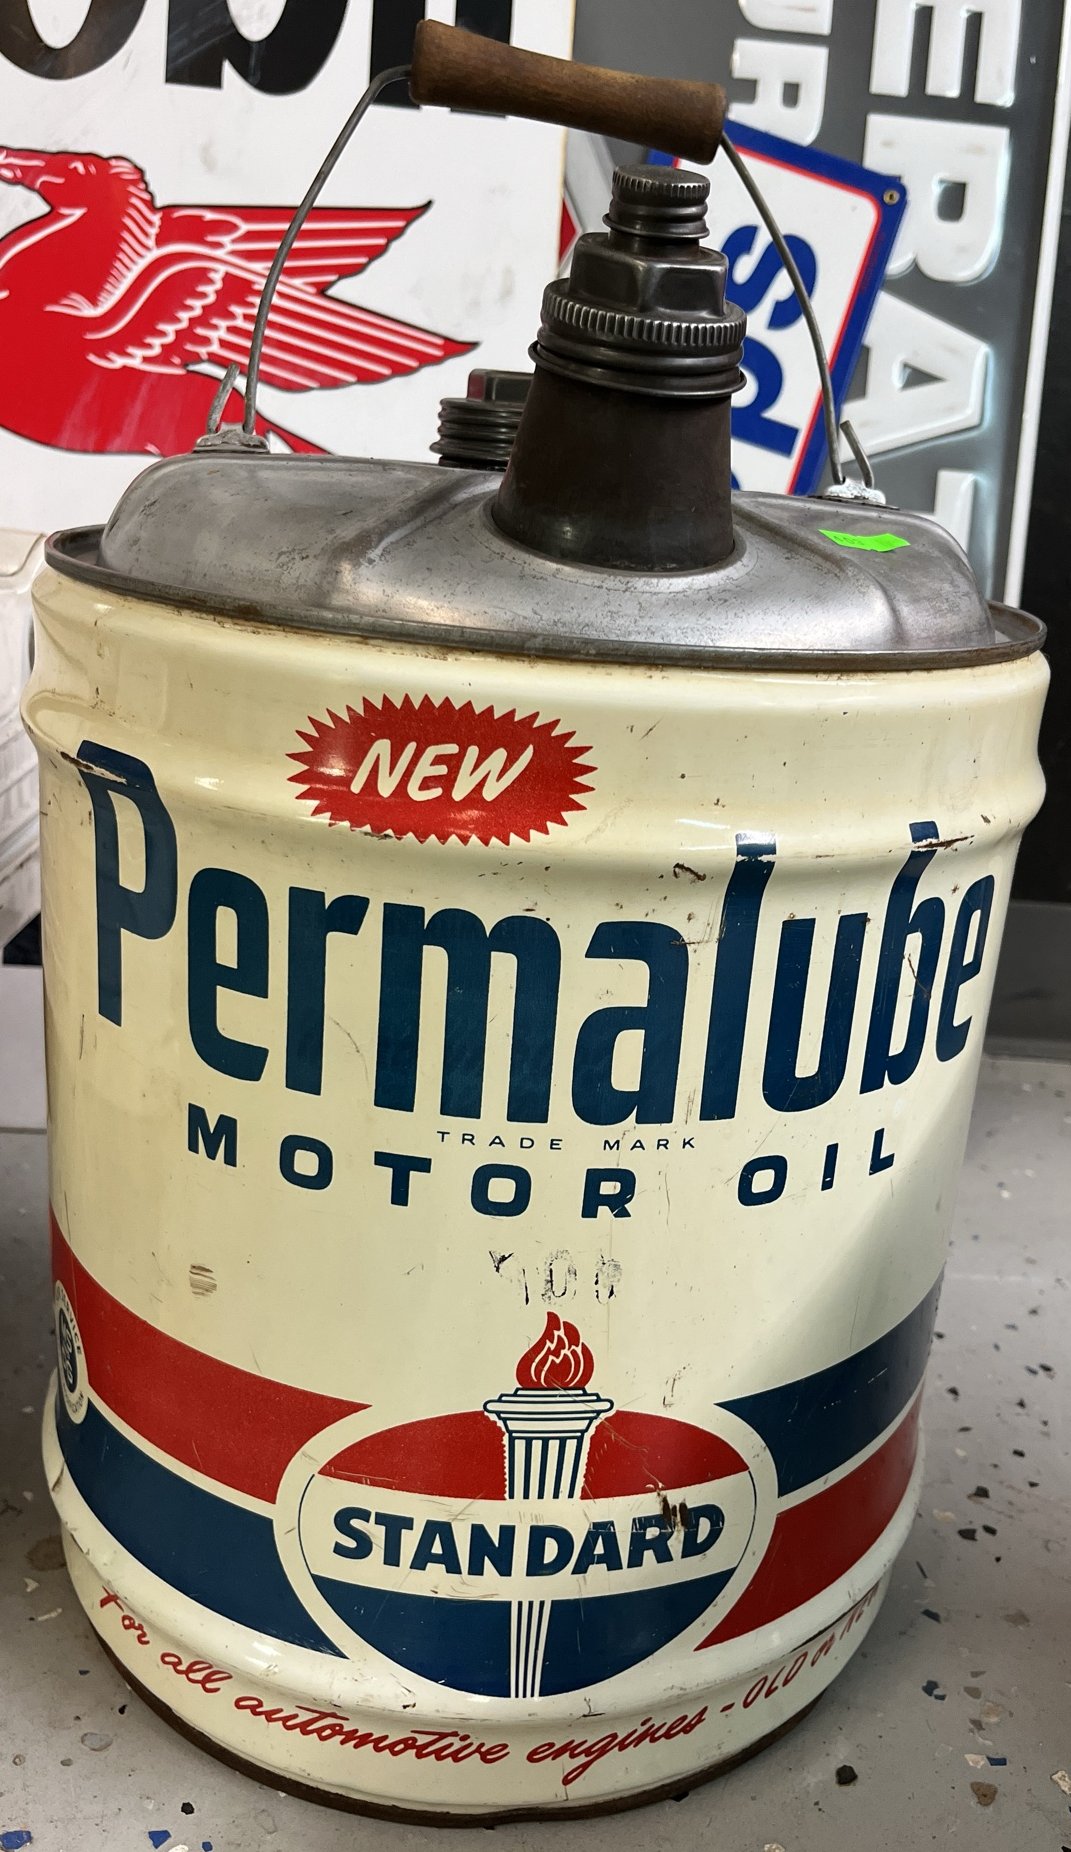 NEW
Permalube
TRADE MARK
MOTOR OIL
STANDARD
For all automotive engines - OLD or NEW